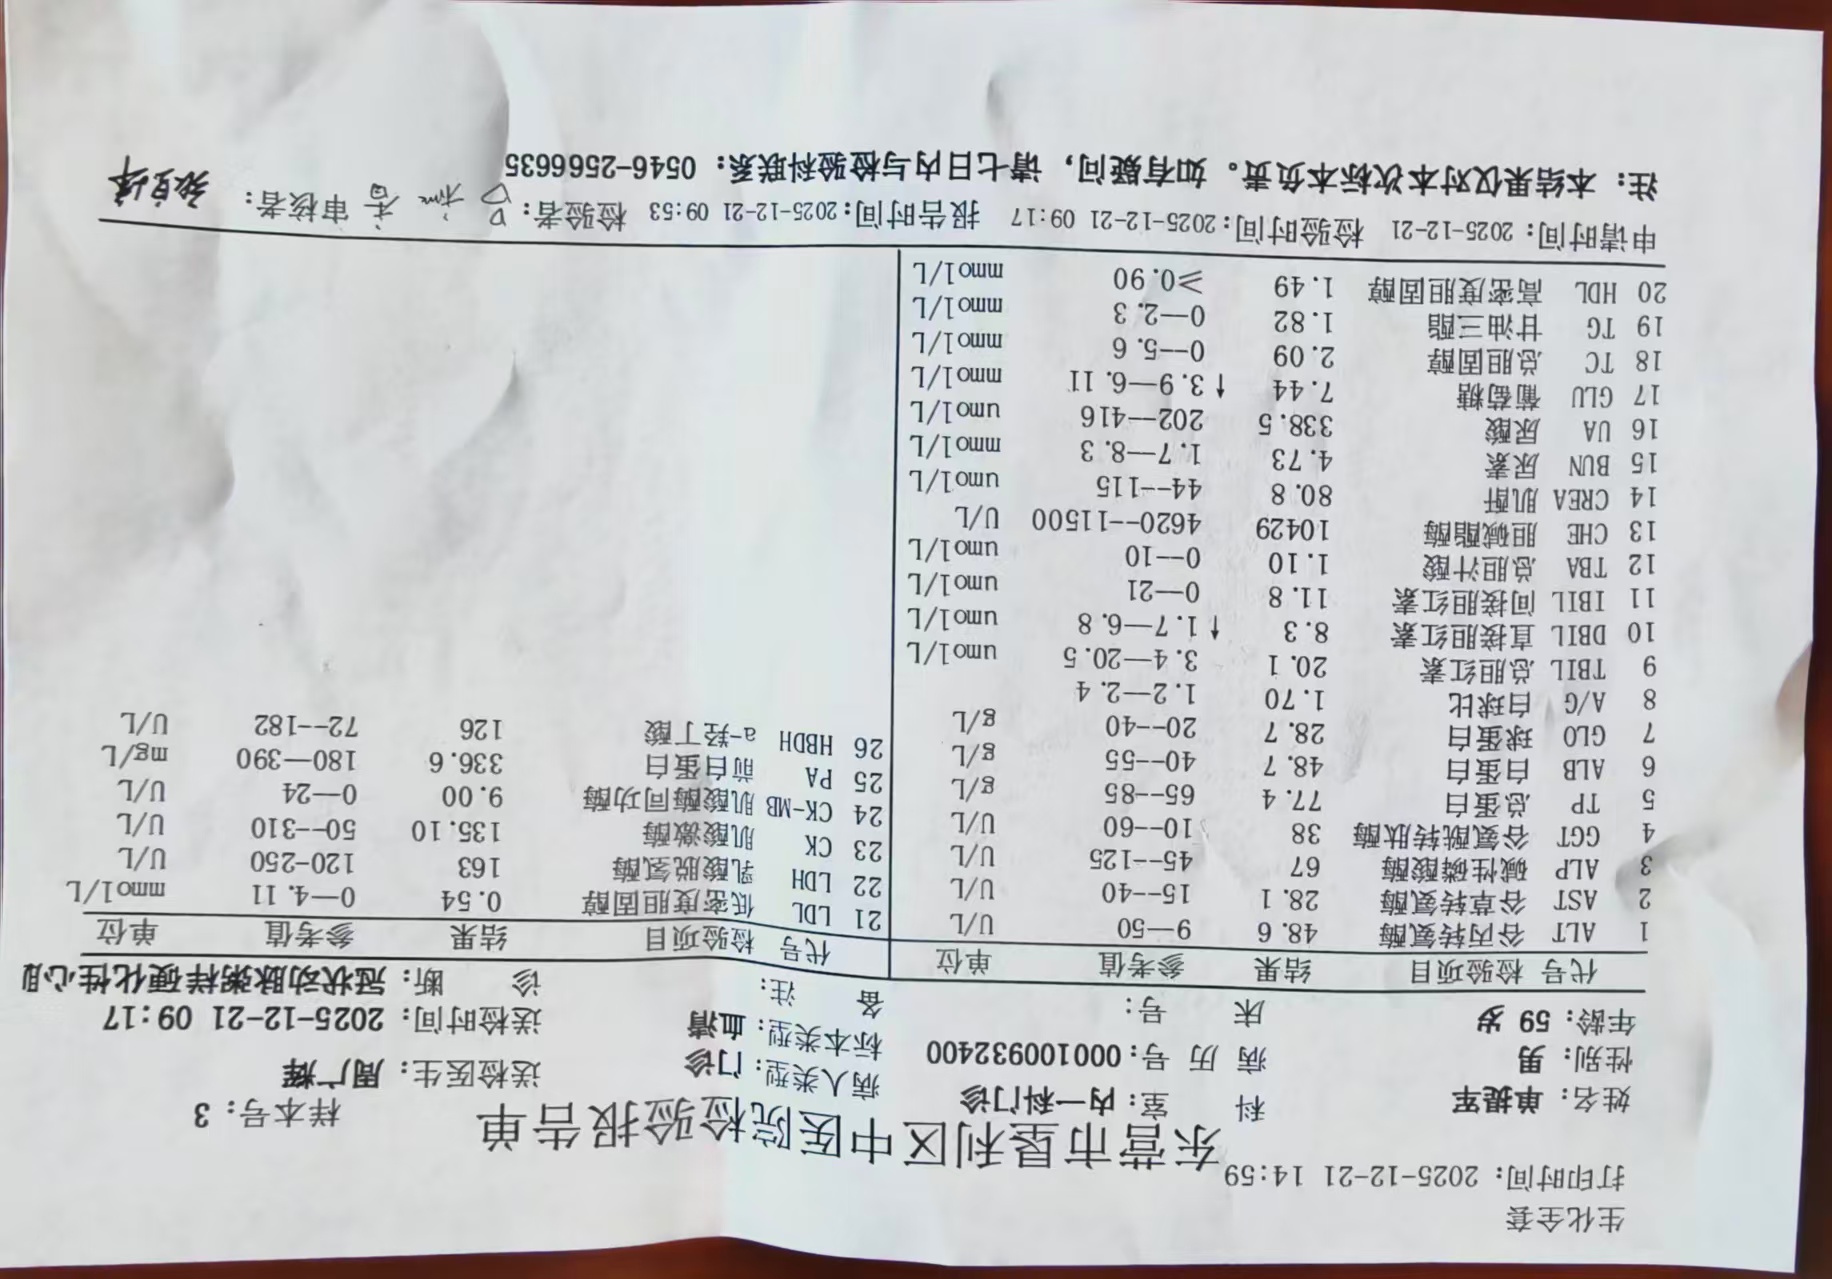 生化全套
打印时间：2025-12-21 14:59
东营市垦利区中医院检验报告单
样本号：3
姓名：单提军 科 室：内一科门诊 病人类型：门诊 送检医生：周广辉
性别：男 病 历 号：000100932400 标本类型：血清 送检时间：2025-12-21 09:17
年龄：59 岁 床 号： 备 注： 诊 断：冠状动脉粥样硬化性心脏
代号 检验项目 结果 参考值 单位 代号 检验项目 结果 参考值 单位
1 ALT 谷丙转氨酶 48.6 9--50 U/L
2 AST 谷草转氨酶 28.1 15--40 U/L
3 ALP 碱性磷酸酶 67 45--125 U/L
4 GGT 谷氨酰转肽酶 38 10--60 U/L
5 TP 总蛋白 77.4 65--85 g/L
6 ALB 白蛋白 48.7 40--55 g/L
7 GLO 球蛋白 28.7 20--40 g/L
8 A/G 白球比 1.70 1.2--2.4
9 TBIL 总胆红素 20.1 3.4--20.5 umol/L
10 DBIL 直接胆红素 8.3 ↑ 1.7--6.8 umol/L
11 IBIL 间接胆红素 11.8 0--21 umol/L
12 TBA 总胆汁酸 1.10 0--10 umol/L
13 CHE 胆碱酯酶 10429 4620--11500 U/L
14 CREA 肌酐 80.8 44--115 umol/L
15 BUN 尿素 4.73 1.7--8.3 mmol/L
16 UA 尿酸 338.5 202--416 umol/L
17 GLU 葡萄糖 7.44 ↑ 3.9--6.11 mmol/L
18 TC 总胆固醇 2.09 0--5.6 mmol/L
19 TG 甘油三酯 1.82 0--2.3 mmol/L
20 HDL 高密度胆固醇 1.49 ≥0.90 mmol/L
21 LDL 低密度胆固醇 0.54 0--4.11 mmol/L
22 LDH 乳酸脱氢酶 163 120-250 U/L
23 CK 肌酸激酶 135.10 50--310 U/L
24 CK-MB 肌酸酶同功酶 9.00 0--24 U/L
25 PA 前白蛋白 336.6 180--390 mg/L
26 HBDH a-羟丁酸 126 72--182 U/L
申请时间：2025-12-21 检验时间：2025-12-21 09:17 报告时间：2025-12-21 09:53 检验者： 审核者：
注：本结果仅对本次标本负责。如有疑问，请七日内与检验科联系：0546-2566635